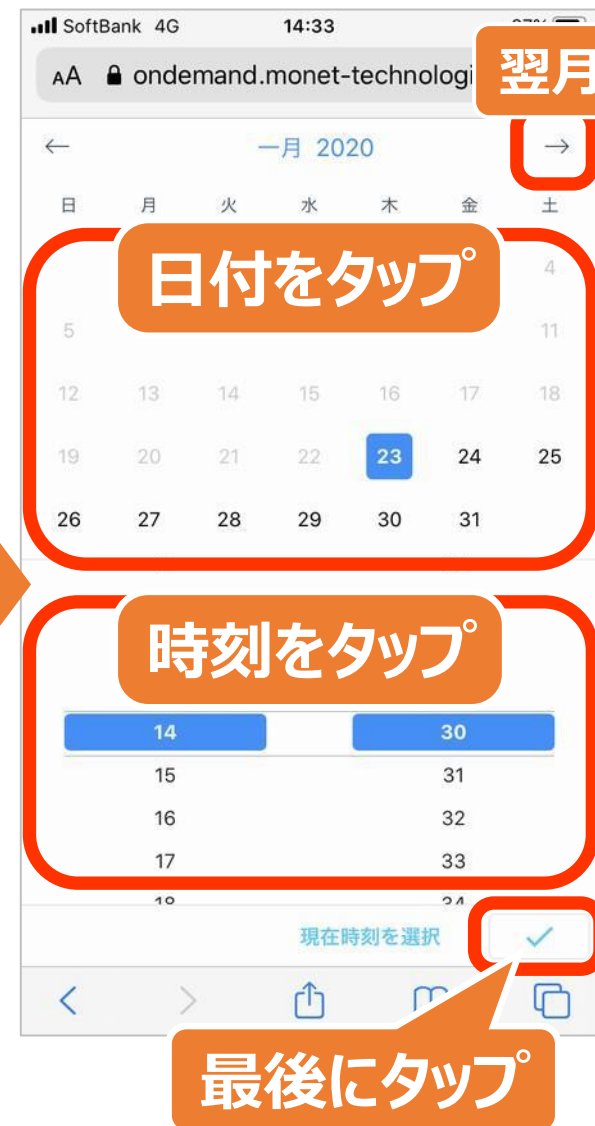 SoftBank 4G 14:33
AA ondemand.monet-technologi
翌月
← 一月 2020 →
日 月 火 水 木 金 土
日付をタップ
4
5 11
12 13 14 15 16 17 18
19 20 21 22 23 24 25
26 27 28 29 30 31
時刻をタップ
14 30
15 31
16 32
17 33
現在時刻を選択
最後にタップ